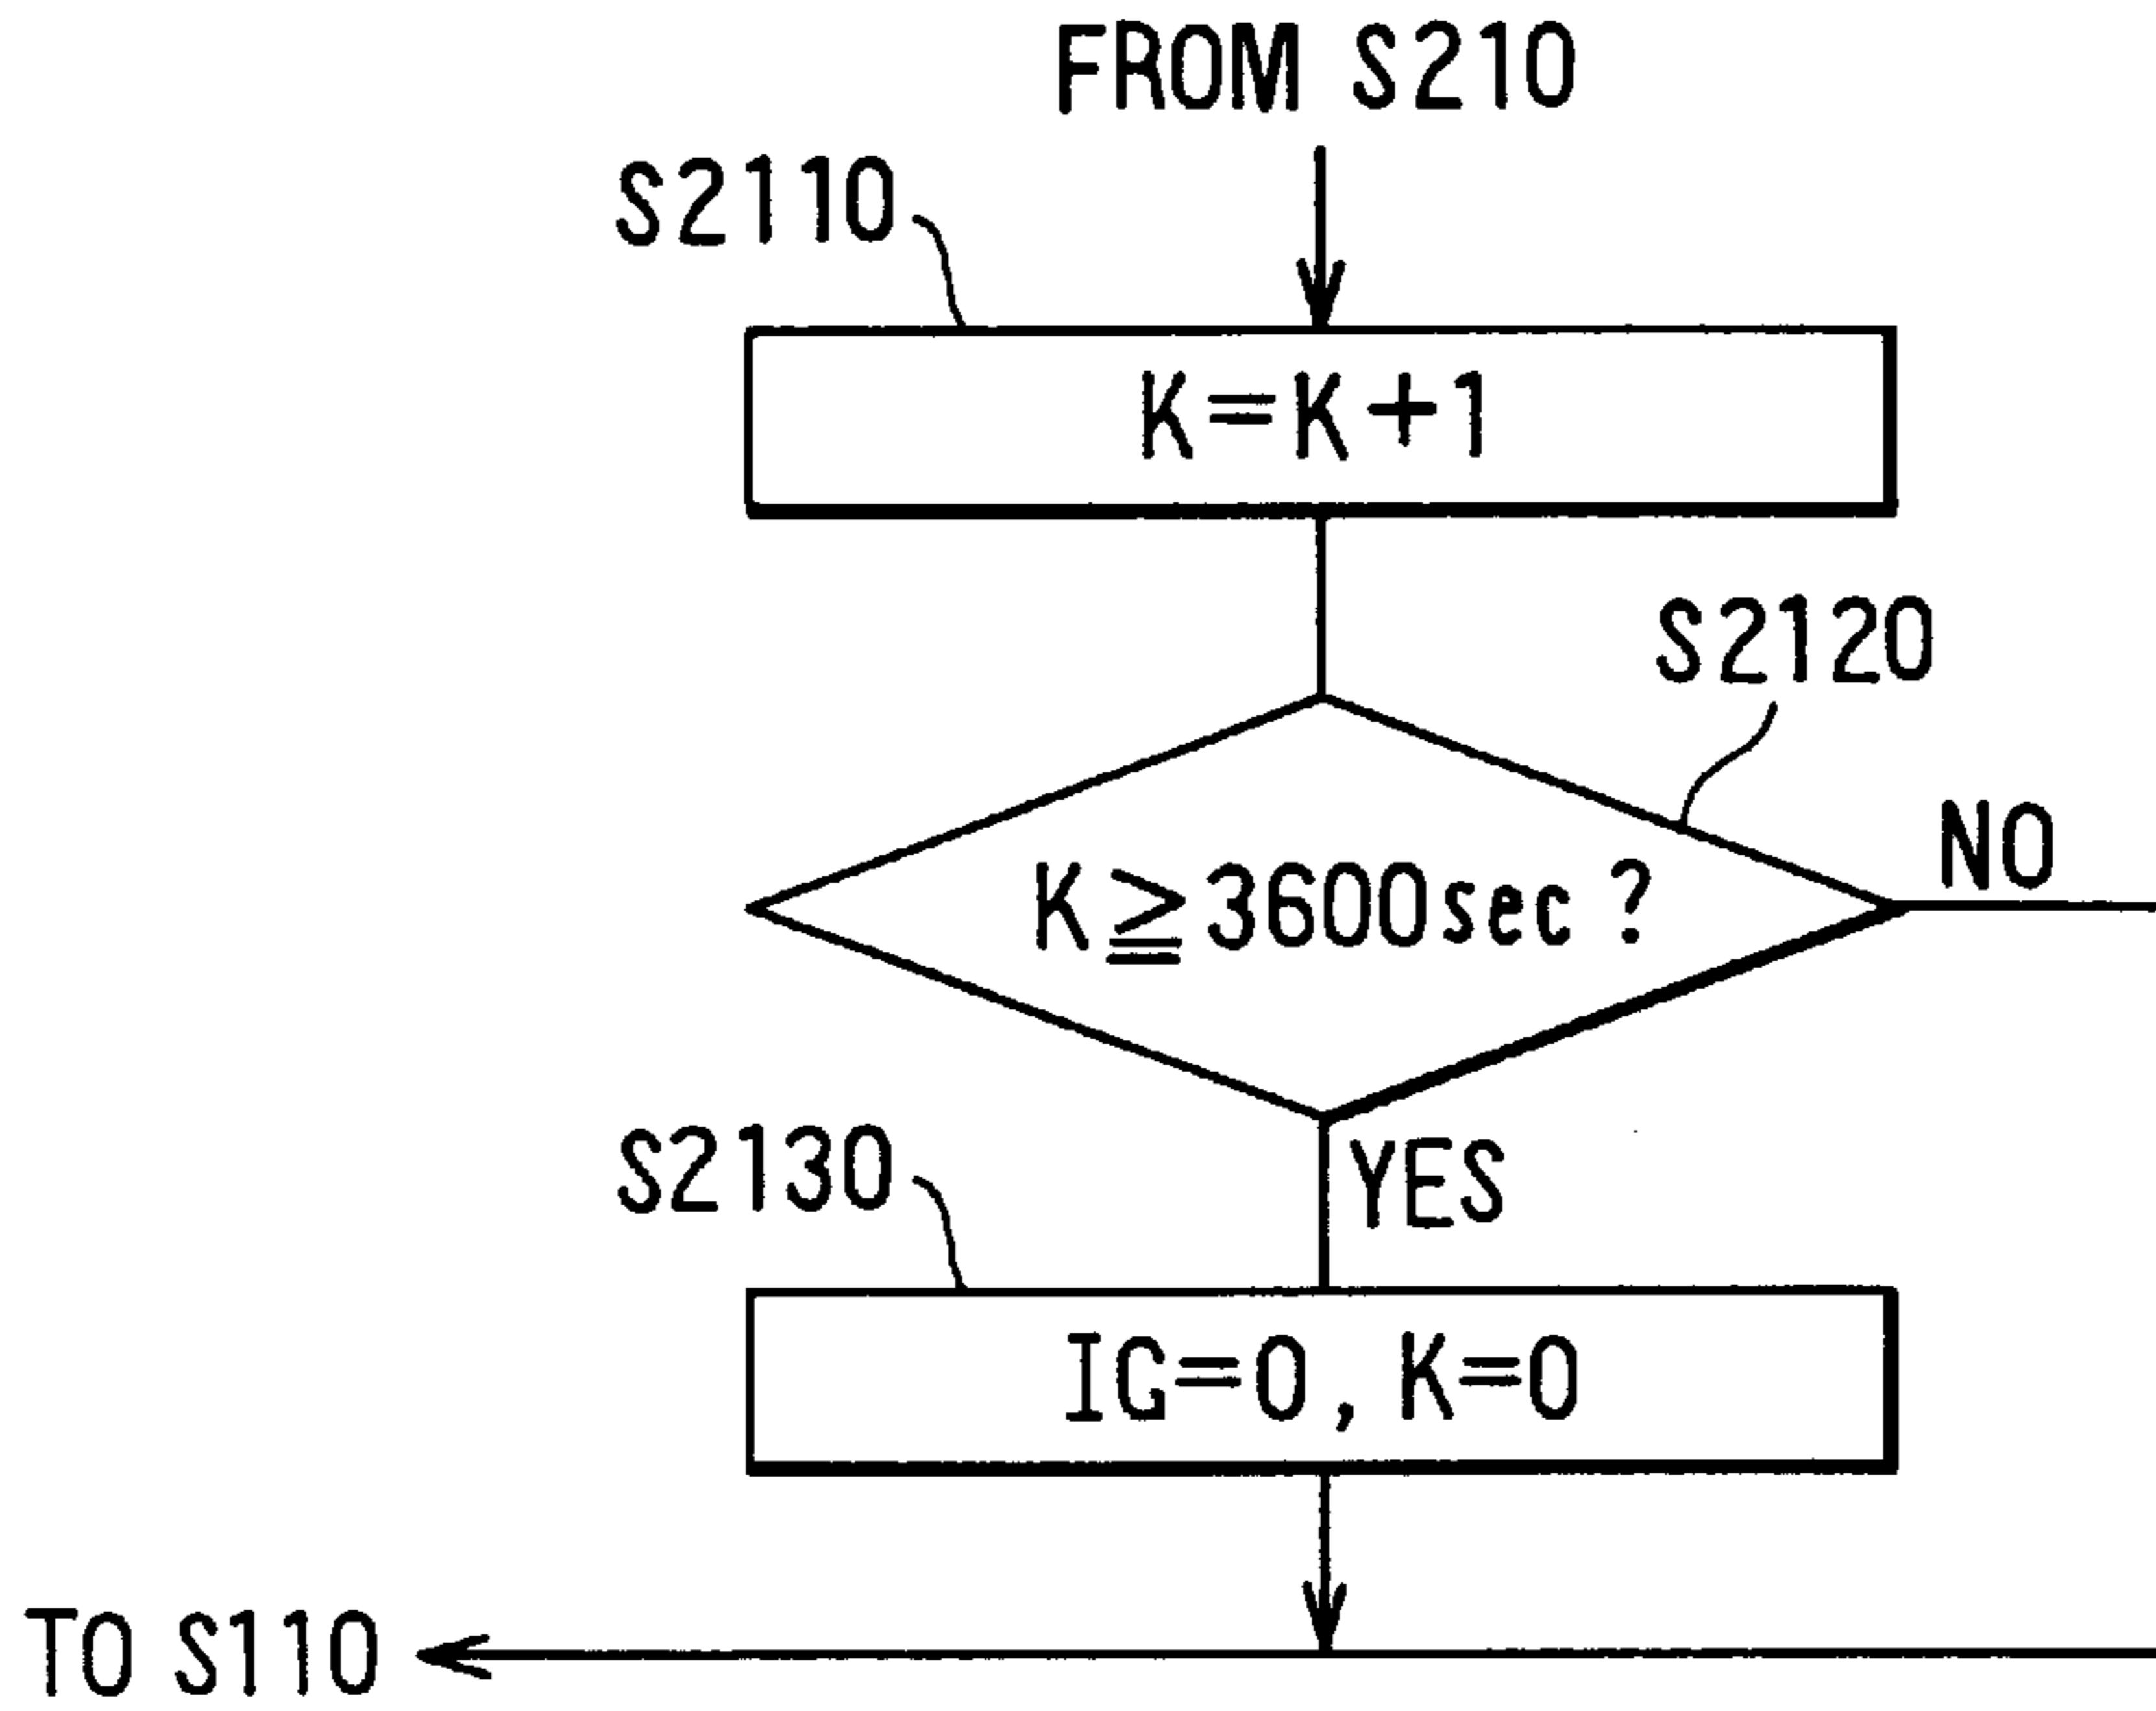 FROM S210
S2110
K=K+1
S2120
NO
K≧3600sec?
YES
S2130
IG=0, K=0
TO S110